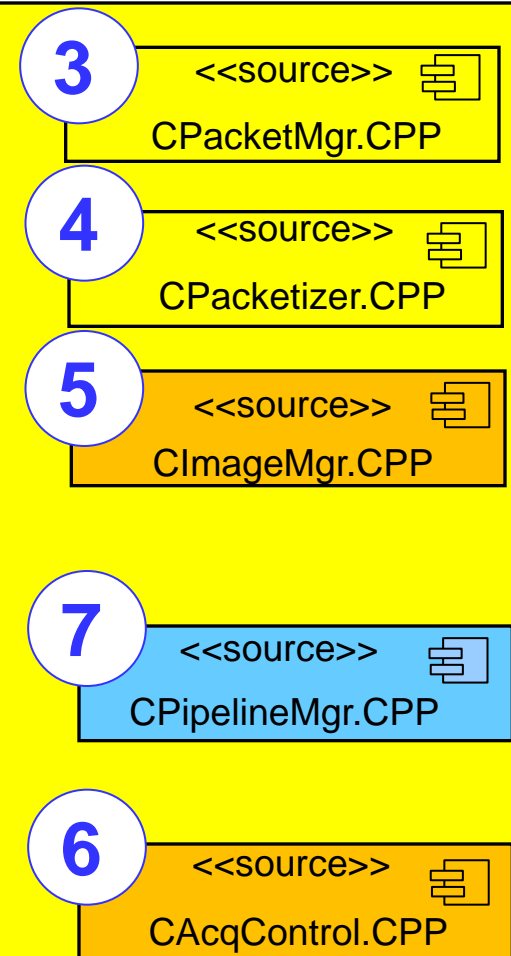 3
<<source>>
CPacketMgr.CPP
4
<<source>>
CPacketizer.CPP
5
<<source>>
CImageMgr.CPP
7
<<source>>
CPipelineMgr.CPP
6
<<source>>
CAcqControl.CPP